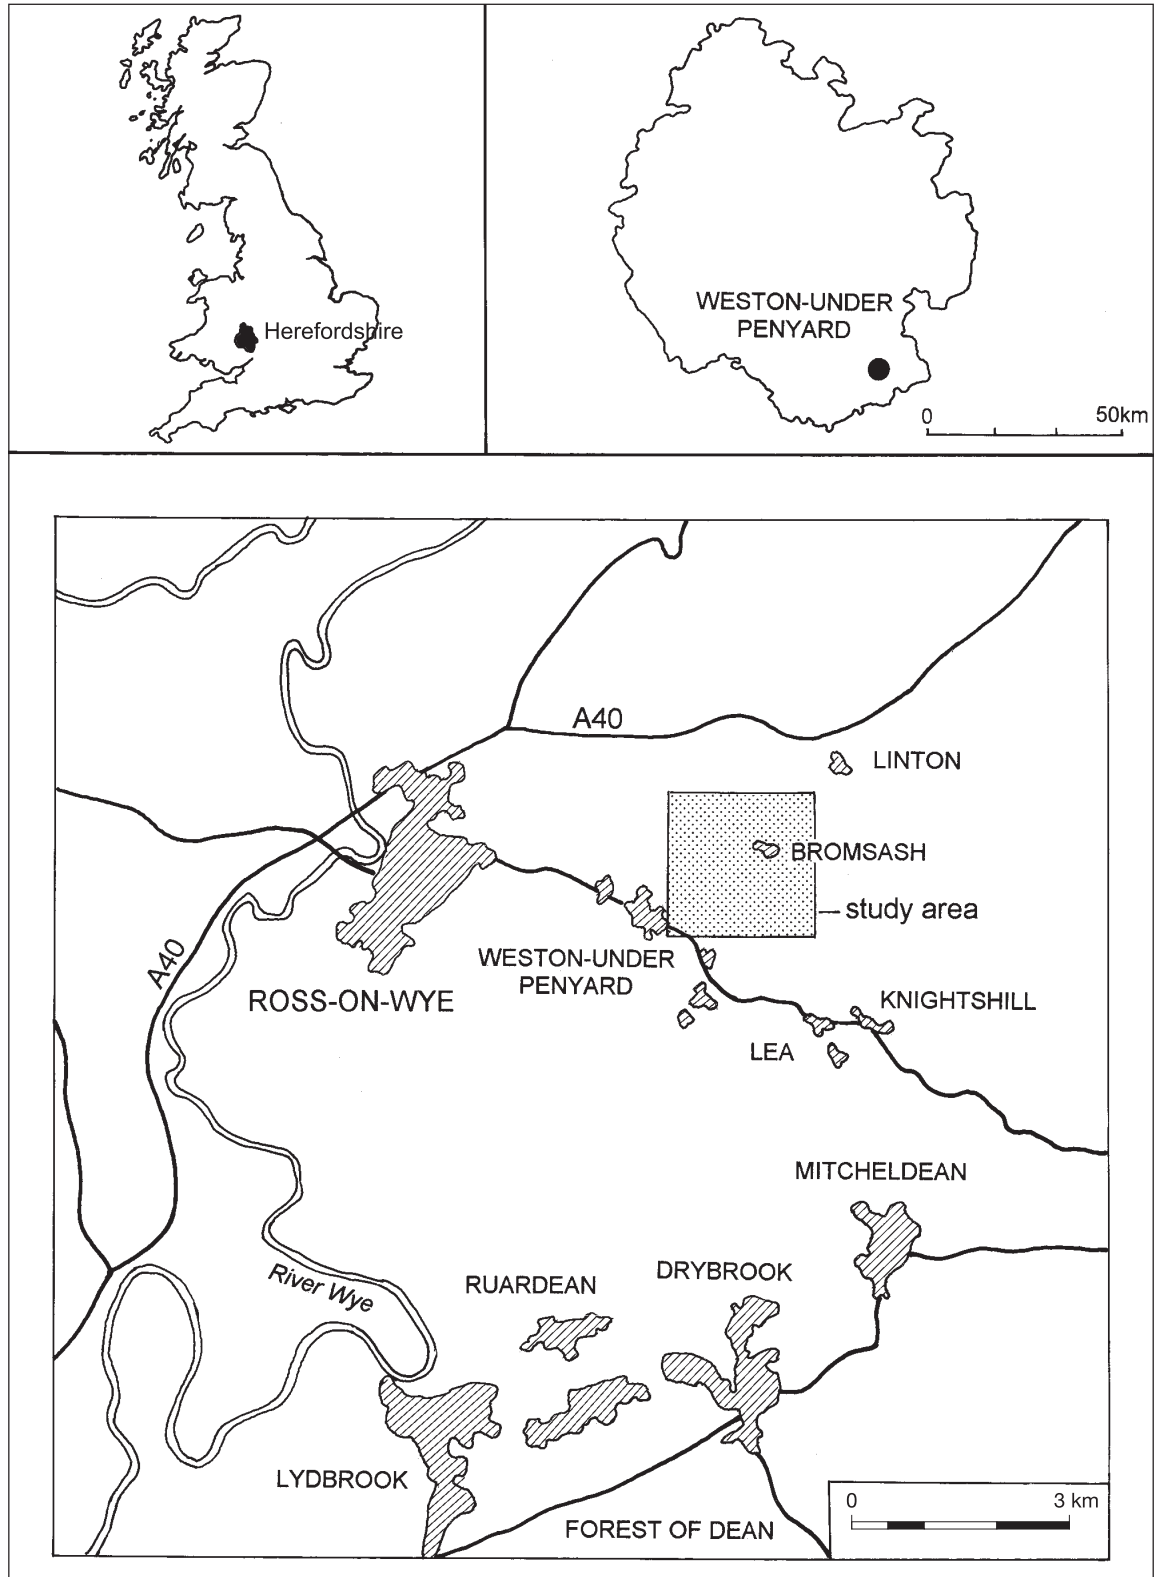 Herefordshire
WESTON-UNDER
PENYARD
0
50km
A40
LINTON
BROMSASH
study area
WESTON-UNDER
PENYARD
A40
ROSS-ON-WYE
KNIGHTSHILL
LEA
MITCHELDEAN
River Wye
RUARDEAN
DRYBROOK
LYDBROOK
FOREST OF DEAN
0
3 km